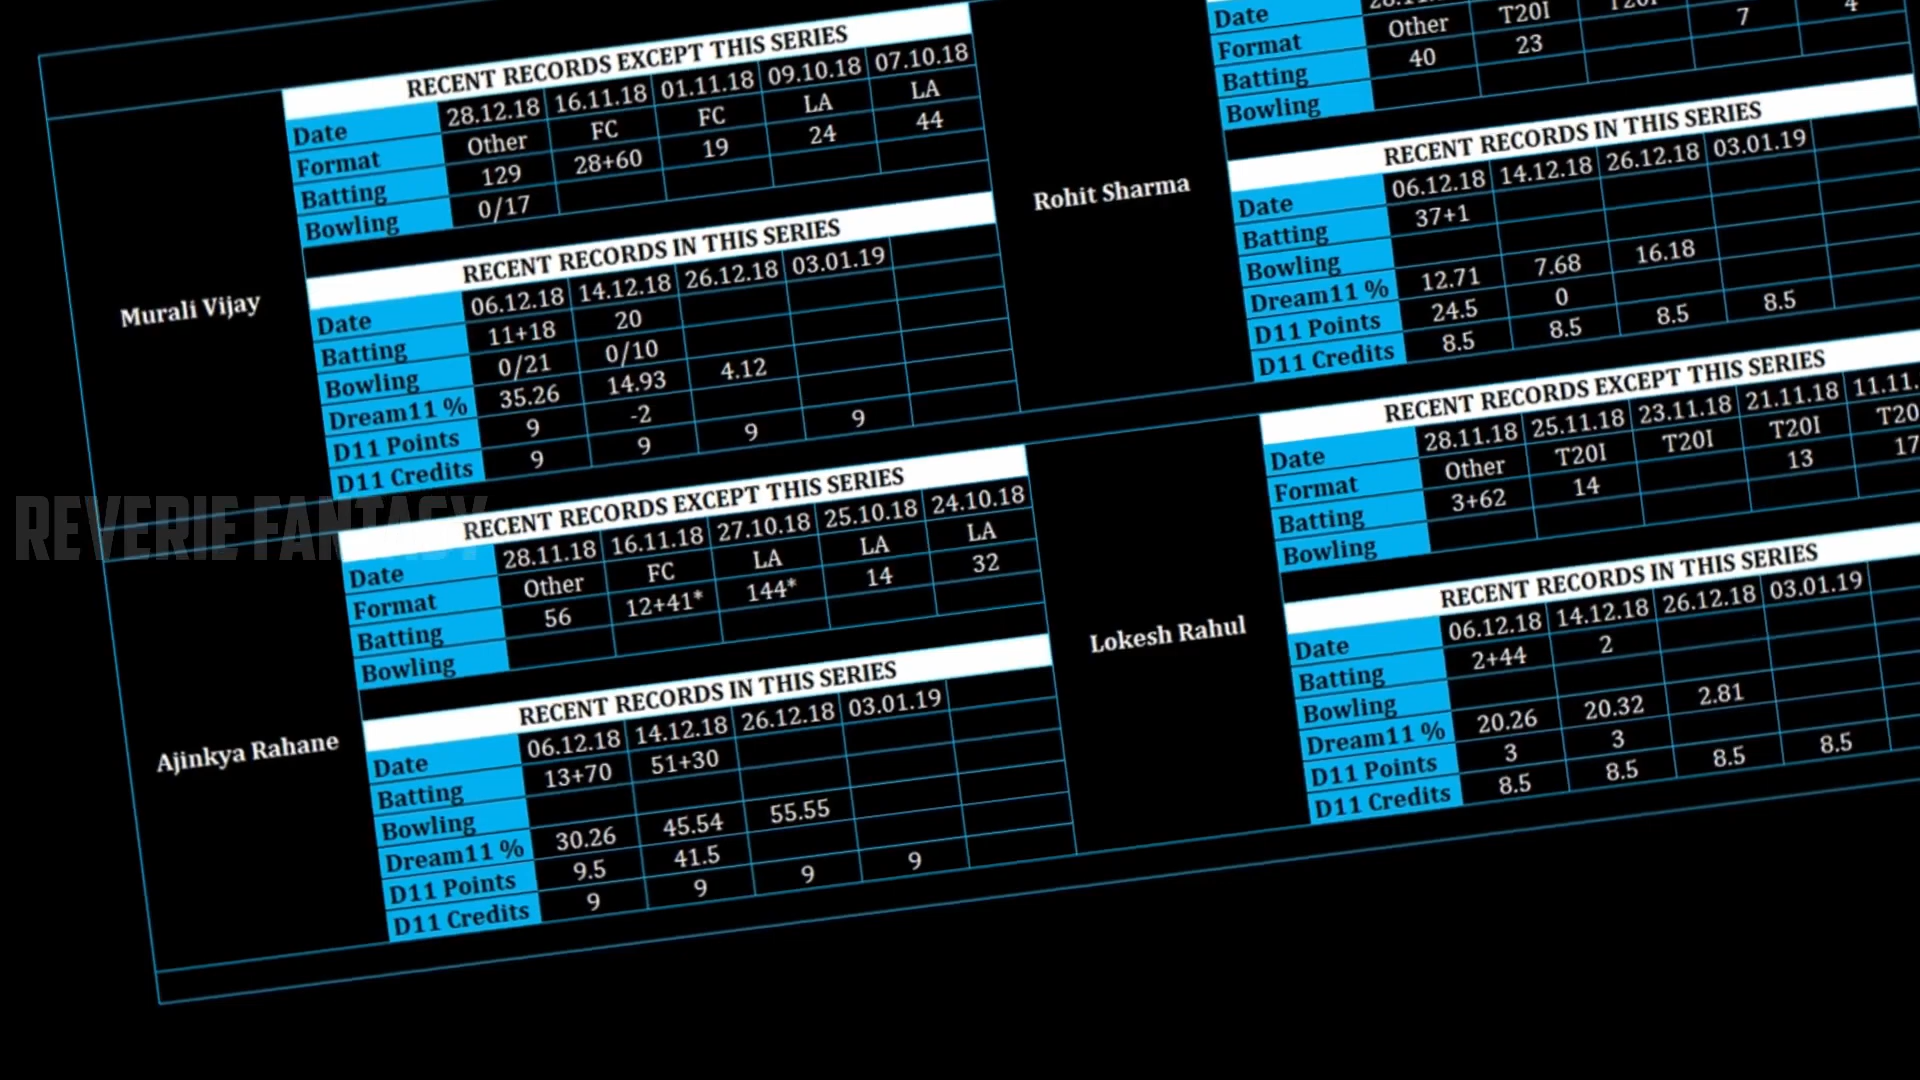 RECENT RECORDS EXCEPT THIS SERIES
Date 28.12.18 16.11.18 01.11.18 09.10.18 07.10.18
Format Other FC FC LA LA
Batting 129 28+60 19 24 44
Bowling 0/17
Murali Vijay
RECENT RECORDS IN THIS SERIES
Date 06.12.18 14.12.18 26.12.18 03.01.19
Batting 11+18 20
Bowling 0/21 0/10
Dream11 % 35.26 14.93 4.12
D11 Points 9 -2
D11 Credits 9 9 9 9
Date
Format Other T20I
Batting 40 23 7 4
Bowling
Rohit Sharma
RECENT RECORDS IN THIS SERIES
Date 06.12.18 14.12.18 26.12.18 03.01.19
Batting 37+1
Bowling
Dream11 % 12.71 7.68 16.18
D11 Points 24.5 0
D11 Credits 8.5 8.5 8.5 8.5
REVERIE FANTASY
RECENT RECORDS EXCEPT THIS SERIES
Date 28.11.18 16.11.18 27.10.18 25.10.18 24.10.18
Format Other FC LA LA LA
Batting 56 12+41* 144* 14 32
Bowling
Ajinkya Rahane
RECENT RECORDS IN THIS SERIES
Date 06.12.18 14.12.18 26.12.18 03.01.19
Batting 13+70 51+30
Bowling
Dream11 % 30.26 45.54 55.55
D11 Points 9.5 41.5
D11 Credits 9 9 9 9
RECENT RECORDS EXCEPT THIS SERIES
Date 28.11.18 25.11.18 23.11.18 21.11.18 11.11.
Format Other T20I T20I T20I T20
Batting 3+62 14 13 17
Bowling
Lokesh Rahul
RECENT RECORDS IN THIS SERIES
Date 06.12.18 14.12.18 26.12.18 03.01.19
Batting 2+44 2
Bowling
Dream11 % 20.26 20.32 2.81
D11 Points 3 3
D11 Credits 8.5 8.5 8.5 8.5